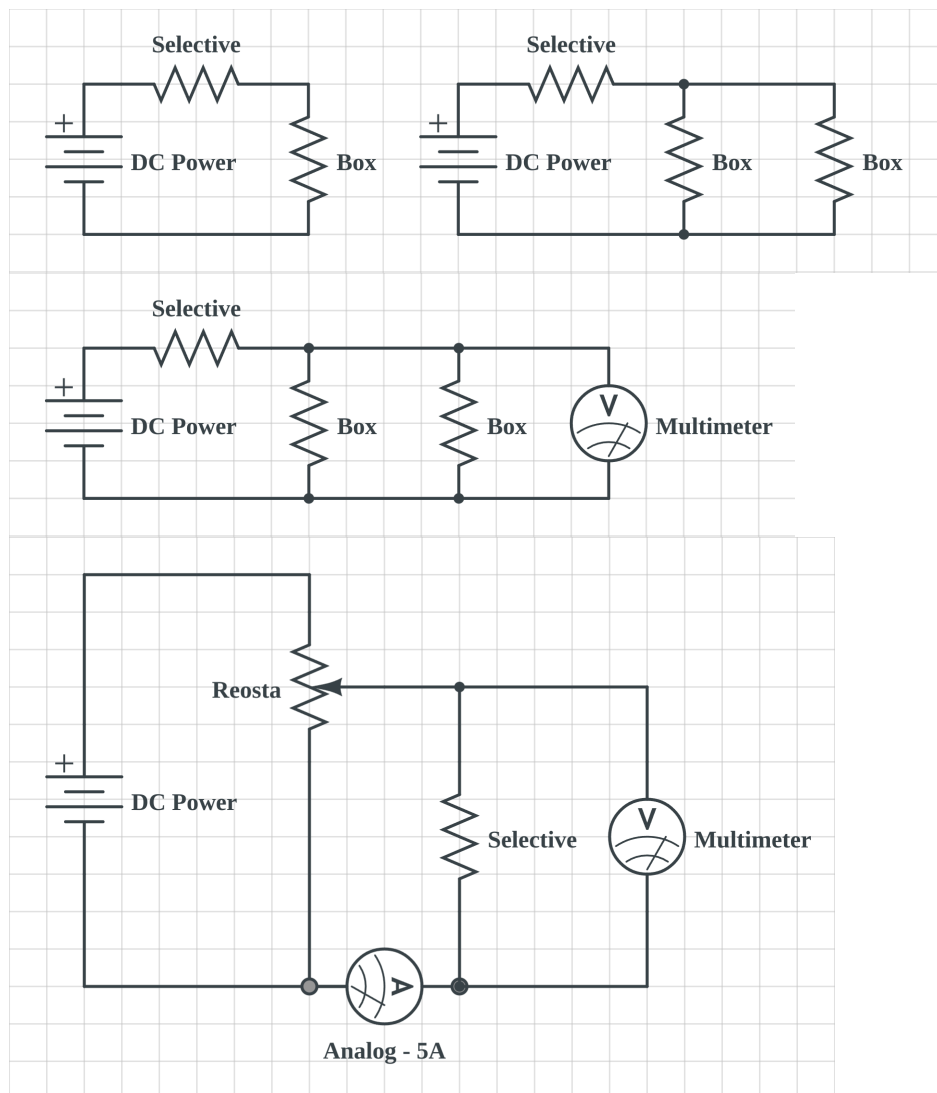 Selective
+
DC Power
Box
Selective
+
DC Power
Box
Box
Selective
+
DC Power
Box
Box
V
Multimeter
Reosta
+
DC Power
Selective
V
Multimeter
A
Analog - 5A